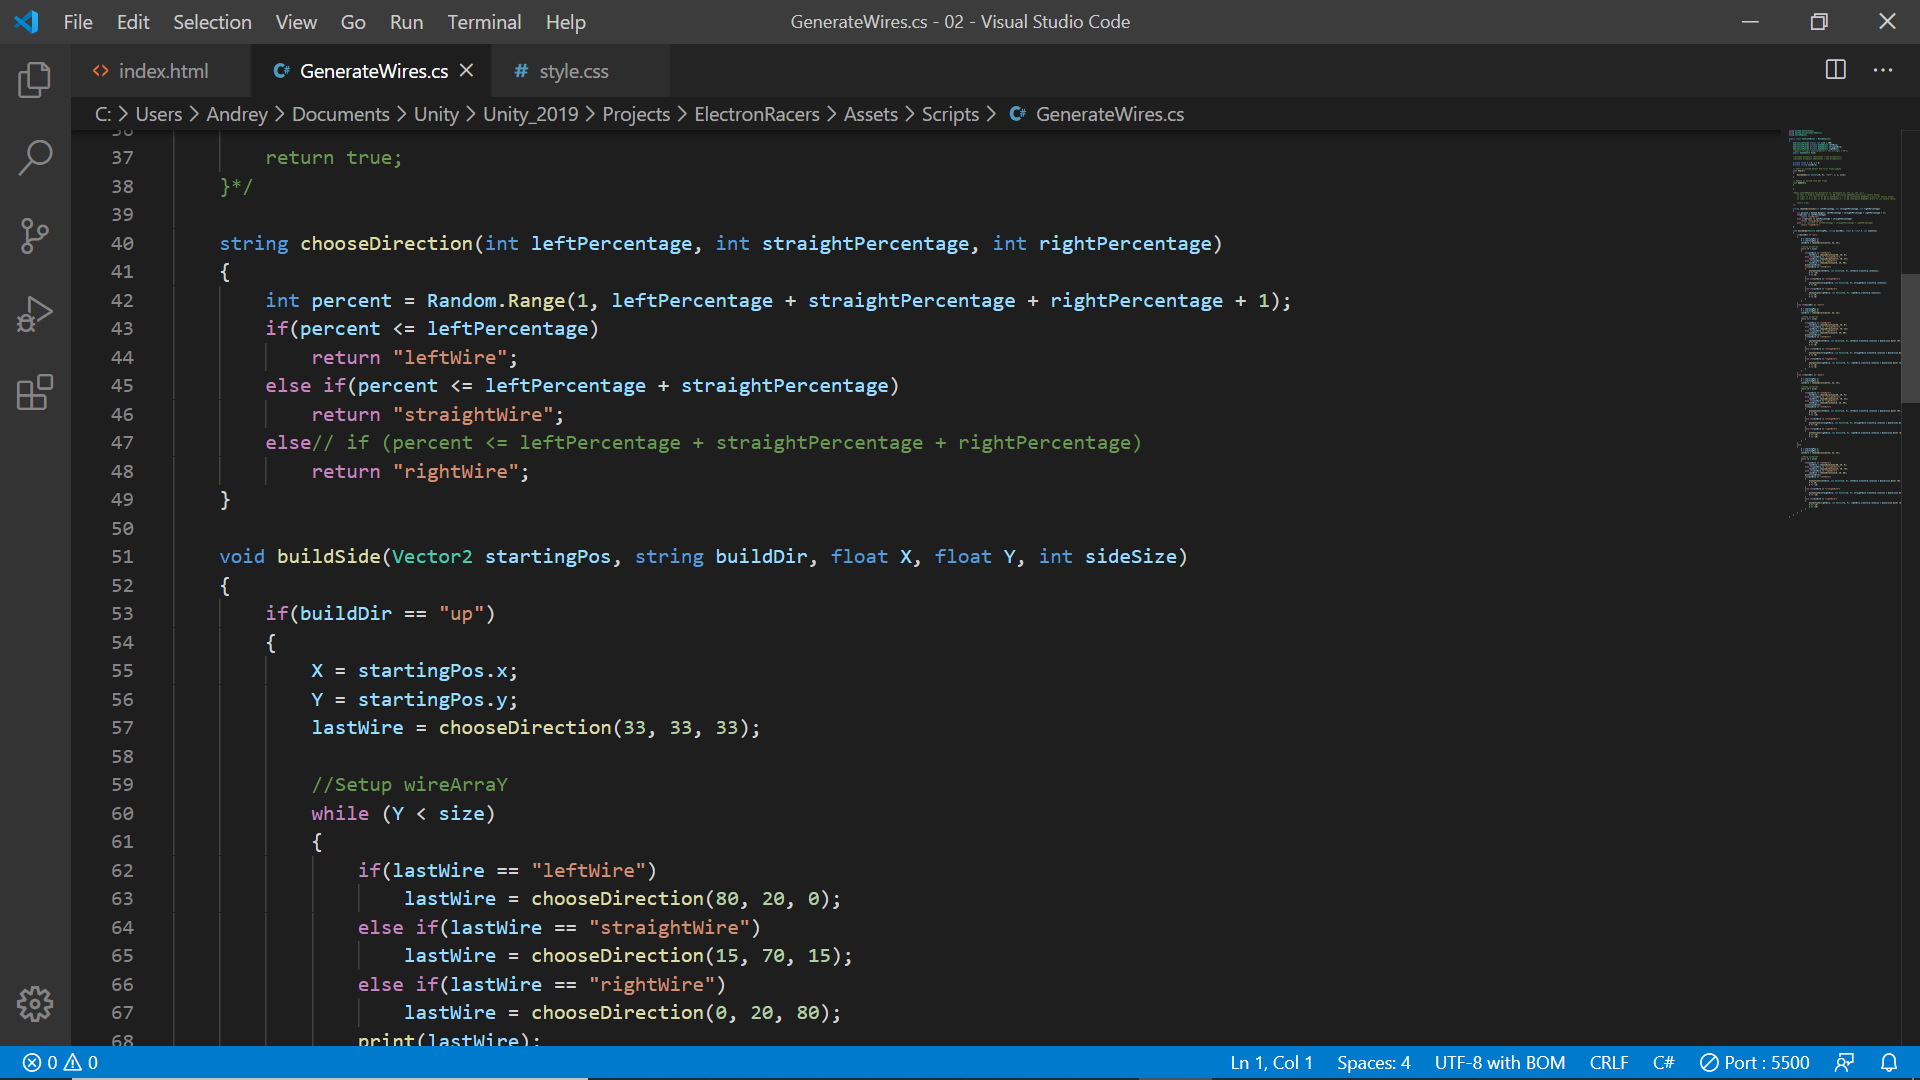 File Edit Selection View Go Run Terminal Help GenerateWires.cs - 02 - Visual Studio Code
index.html GenerateWires.cs style.css
C: > Users > Andrey > Documents > Unity > Unity_2019 > Projects > ElectronRacers > Assets > Scripts > GenerateWires.cs
36
37 return true;
38 }*/
39
40 string chooseDirection(int leftPercentage, int straightPercentage, int rightPercentage)
41 {
42 int percent = Random.Range(1, leftPercentage + straightPercentage + rightPercentage + 1);
43 if(percent <= leftPercentage)
44 return "leftWire";
45 else if(percent <= leftPercentage + straightPercentage)
46 return "straightWire";
47 else// if (percent <= leftPercentage + straightPercentage + rightPercentage)
48 return "rightWire";
49 }
50
51 void buildSide(Vector2 startingPos, string buildDir, float X, float Y, int sideSize)
52 {
53 if(buildDir == "up")
54 {
55 X = startingPos.x;
56 Y = startingPos.y;
57 lastWire = chooseDirection(33, 33, 33);
58
59 //Setup wireArraY
60 while (Y < size)
61 {
62 if(lastWire == "leftWire")
63 lastWire = chooseDirection(80, 20, 0);
64 else if(lastWire == "straightWire")
65 lastWire = chooseDirection(15, 70, 15);
66 else if(lastWire == "rightWire")
67 lastWire = chooseDirection(0, 20, 80);
68 print(lastWire);
0 0 Ln 1, Col 1 Spaces: 4 UTF-8 with BOM CRLF C# Port : 5500